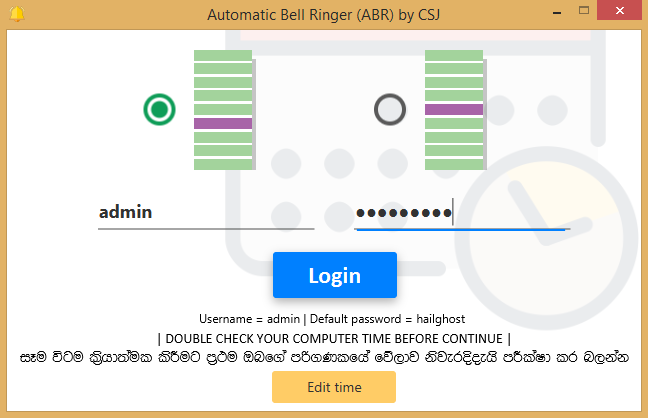 Automatic Bell Ringer (ABR) by CSJ
admin
Login
Username = admin | Default password = hailghost
| DOUBLE CHECK YOUR COMPUTER TIME BEFORE CONTINUE |
සෑම විටම ක්‍රියාත්මක කිරීමට ප්‍රථම ඔබගේ පරිගණකයේ වේලාව නිවැරදිදැයි පරීක්ෂා කර බලන්න
Edit time